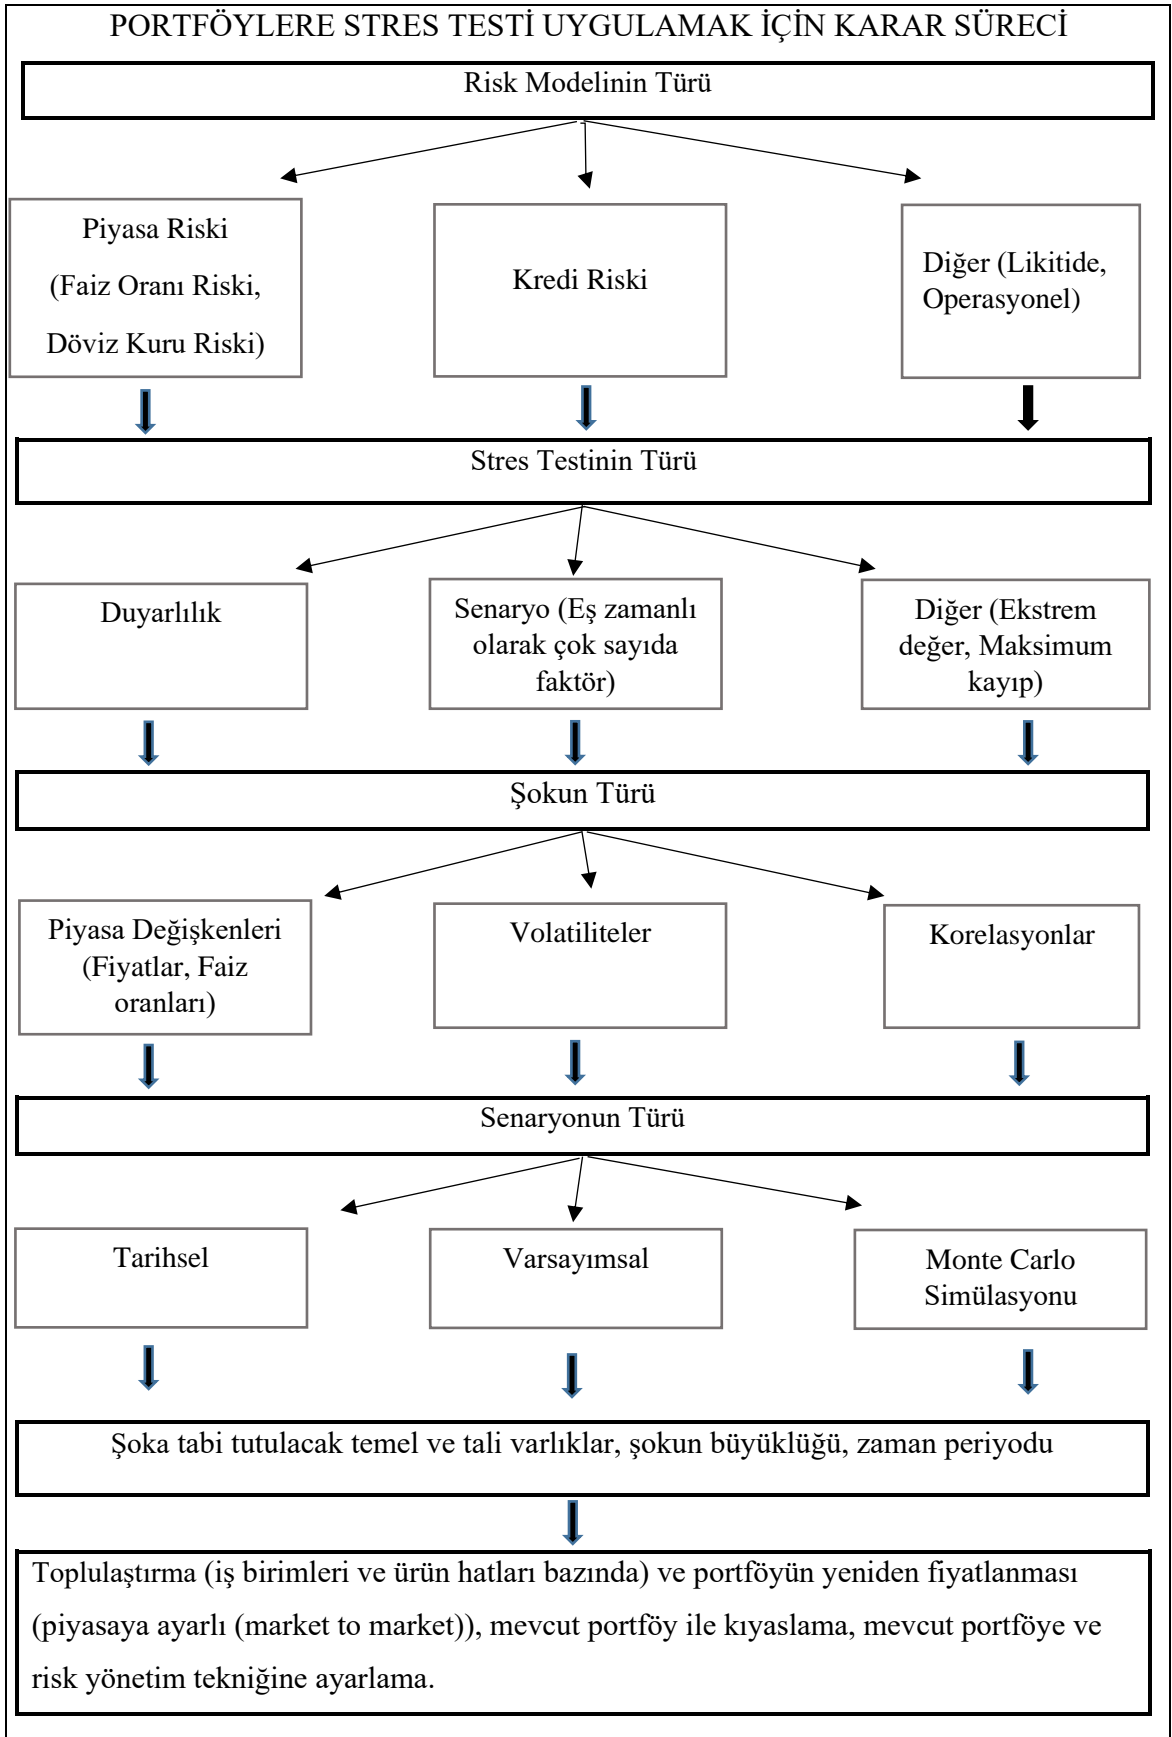 PORTFÖYLERE STRES TESTİ UYGULAMAK İÇİN KARAR SÜRECİ
Risk Modelinin Türü
Piyasa Riski
(Faiz Oranı Riski,
Döviz Kuru Riski)
Kredi Riski
Diğer (Likitide,
Operasyonel)
Stres Testinin Türü
Duyarlılık
Senaryo (Eş zamanlı
olarak çok sayıda
faktör)
Diğer (Ekstrem
değer, Maksimum
kayıp)
Şokun Türü
Piyasa Değişkenleri
(Fiyatlar, Faiz
oranları)
Volatiliteler
Korelasyonlar
Senaryonun Türü
Tarihsel
Varsayımsal
Monte Carlo
Simülasyonu
Şoka tabi tutulacak temel ve tali varlıklar, şokun büyüklüğü, zaman periyodu
Toplulaştırma (iş birimleri ve ürün hatları bazında) ve portföyün yeniden fiyatlanması
(piyasaya ayarlı (market to market)), mevcut portföy ile kıyaslama, mevcut portföye ve
risk yönetim tekniğine ayarlama.